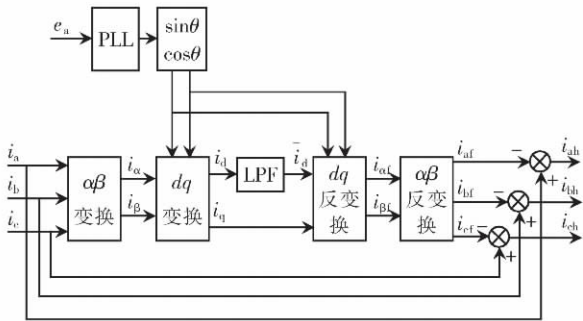 e_a
PLL
sinθ
cosθ
i_a
i_b
i_c
αβ
变换
i_α
i_β
dq
变换
i_d
i_q
LPF
i̅_d
dq
反变
换
i_αf
i_βf
αβ
反变
换
i_af
i_bf
i_cf
−
+
−
+
−
+
i_ah
i_bh
i_ch